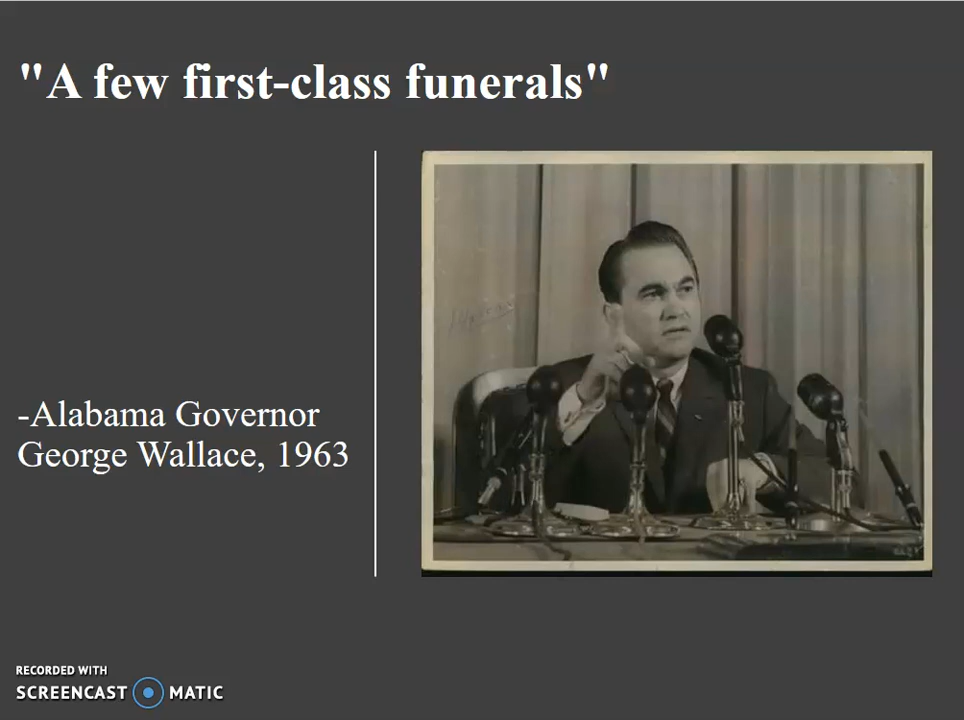 "A few first-class funerals"
-Alabama Governor
George Wallace, 1963
RECORDED WITH
SCREENCAST MATIC